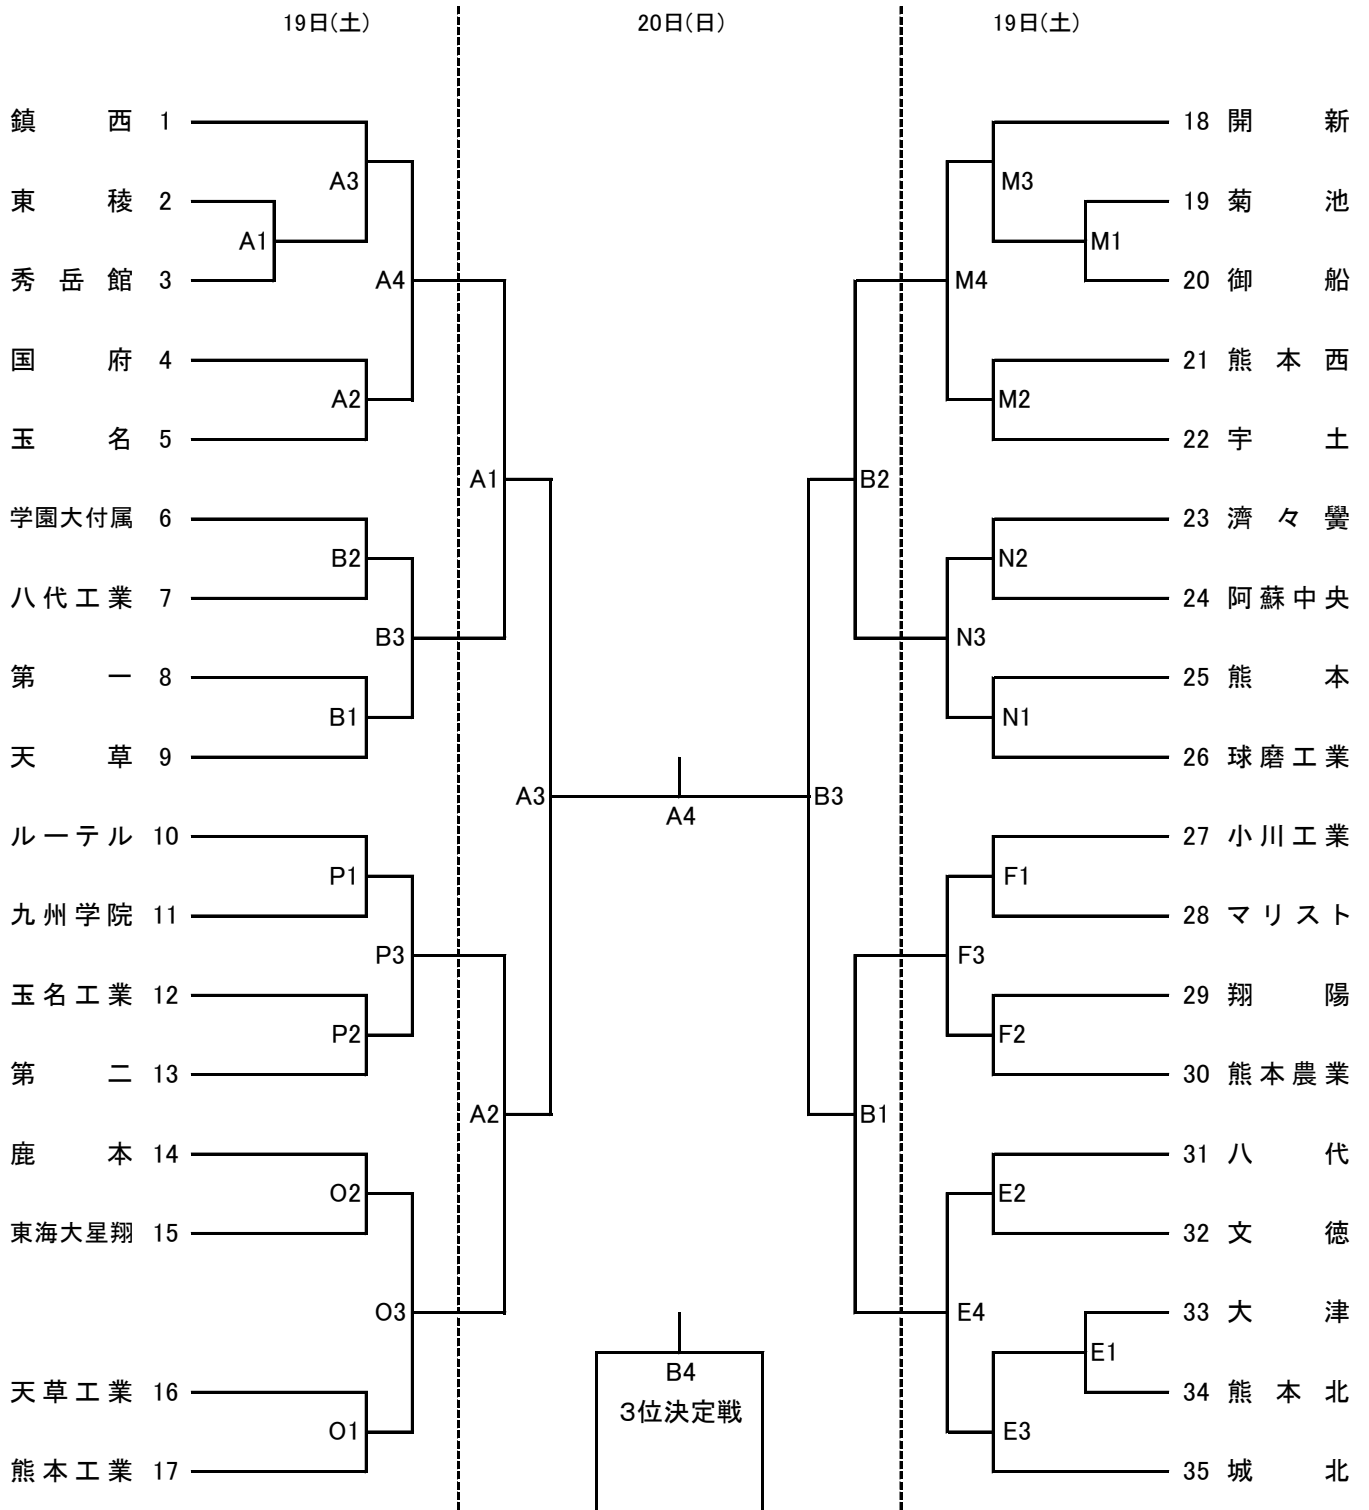 19日(土) 20日(日) 19日(土)
鎮西 1
東稜 2
秀岳館 3
国府 4
玉名 5
学園大付属 6
八代工業 7
第一 8
天草 9
ルーテル 10
九州学院 11
玉名工業 12
第二 13
鹿本 14
東海大星翔 15
天草工業 16
熊本工業 17
A3
A1
A4
A2
B2
B3
B1
P1
P3
P2
O2
O3
O1
A1
A3
A2
A4
B4
3位決定戦
B2
B3
B1
M3
M1
M4
M2
N2
N3
N1
F1
F3
F2
E2
E4
E1
E3
18 開新
19 菊池
20 御船
21 熊本西
22 宇土
23 濟々黌
24 阿蘇中央
25 熊本
26 球磨工業
27 小川工業
28 マリスト
29 翔陽
30 熊本農業
31 八代
32 文徳
33 大津
34 熊本北
35 城北